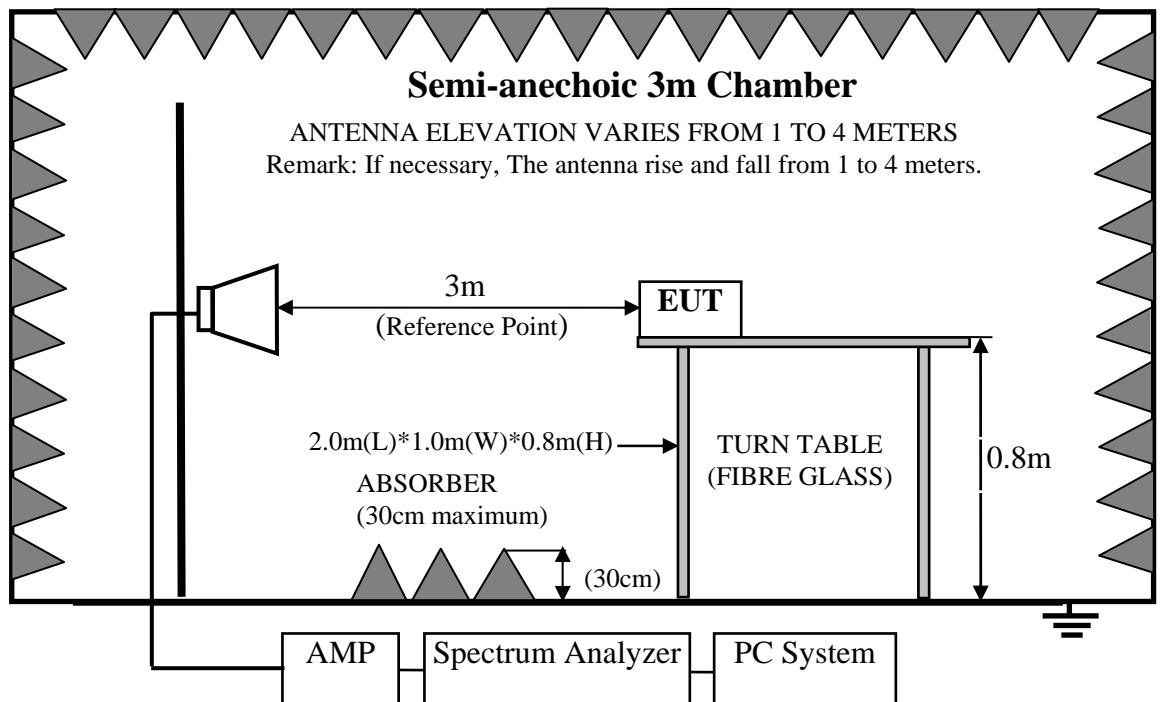 Semi-anechoic 3m Chamber
ANTENNA ELEVATION VARIES FROM 1 TO 4 METERS
Remark: If necessary, The antenna rise and fall from 1 to 4 meters.
3m
(Reference Point)
EUT
2.0m(L)*1.0m(W)*0.8m(H)
TURN TABLE
(FIBRE GLASS)
0.8m
ABSORBER
(30cm maximum)
(30cm)
AMP
Spectrum Analyzer
PC System